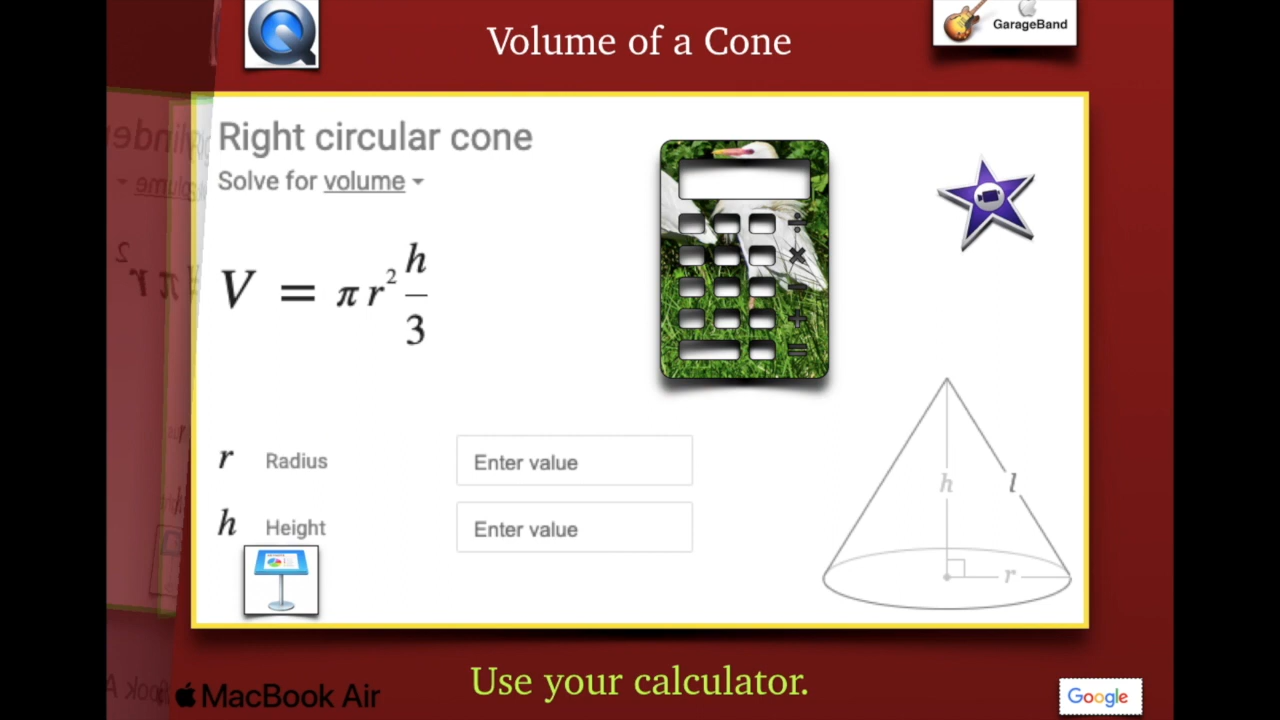 Volume of a Cone
GarageBand
Right circular cone
Solve for volume
V = π r² h/3
÷
×
−
+
=
r Radius Enter value
h Height Enter value
h
l
r
Use your calculator.
MacBook Air
Google